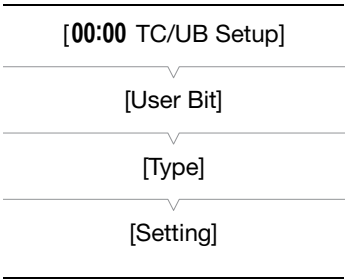 [00:00 TC/UB Setup]
[User Bit]
[Type]
[Setting]